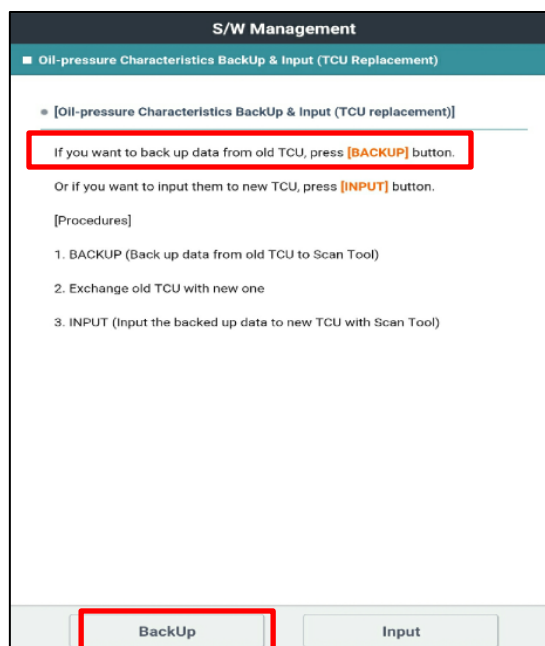 S/W Management
Oil-pressure Characteristics BackUp & Input (TCU Replacement)
[Oil-pressure Characteristics BackUp & Input (TCU replacement)]
If you want to back up data from old TCU, press [BACKUP] button.
Or if you want to input them to new TCU, press [INPUT] button.
[Procedures]
1. BACKUP (Back up data from old TCU to Scan Tool)
2. Exchange old TCU with new one
3. INPUT (Input the backed up data to new TCU with Scan Tool)
BackUp
Input